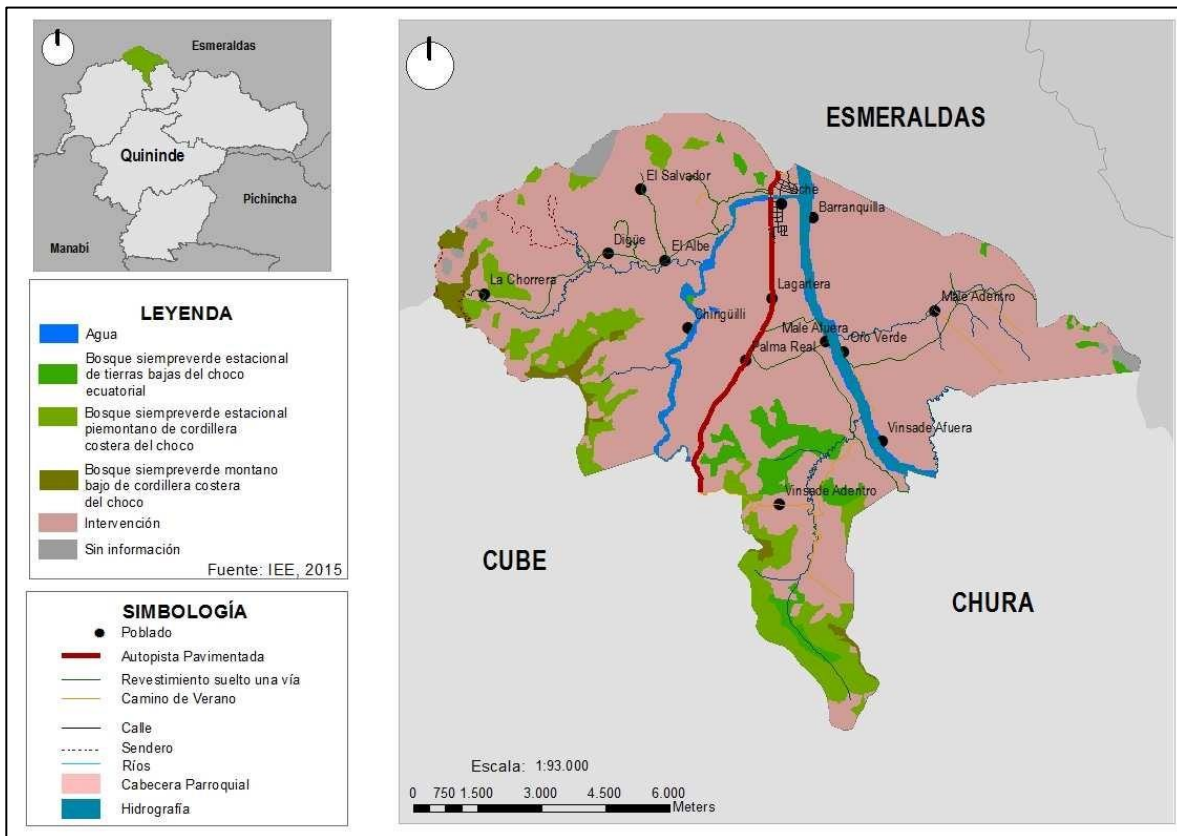 Esmeraldas
Quininde
Pichincha
Manabí
LEYENDA
Agua
Bosque siempreverde estacional
de tierras bajas del choco
ecuatorial
Bosque siempreverde estacional
piemontano de cordillera
costera del choco
Bosque siempreverde montano
bajo de cordillera costera
del choco
Intervención
Sin información
Fuente: IEE, 2015
SIMBOLOGÍA
Poblado
Autopista Pavimentada
Revestimiento suelto una vía
Camino de Verano
Calle
Sendero
Ríos
Cabecera Parroquial
Hidrografía
ESMERALDAS
El Salvador
Barranquilla
Digüe
El Albe
La Chorrera
Lagartera
Male Adentro
Chingüilli
Male Afuera
Oro Verde
Palma Real
Vinsade Afuera
Vinsade Adentro
CUBE
CHURA
Escala: 1:93.000
0 750 1.500 3.000 4.500 6.000
Meters